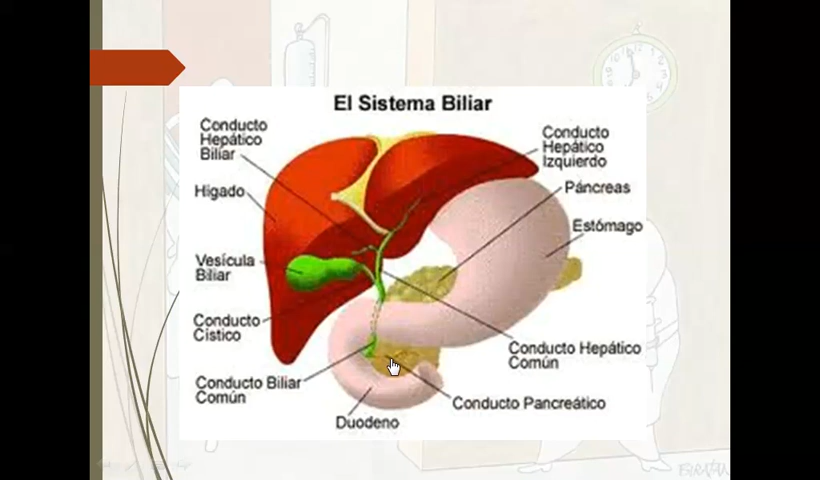 El Sistema Biliar
Conducto
Hepático
Biliar
Hígado
Vesícula
Biliar
Conducto
Cístico
Conducto Biliar
Común
Duodeno
Conducto
Hepático
Izquierdo
Páncreas
Estómago
Conducto Hepático
Común
Conducto Pancreático